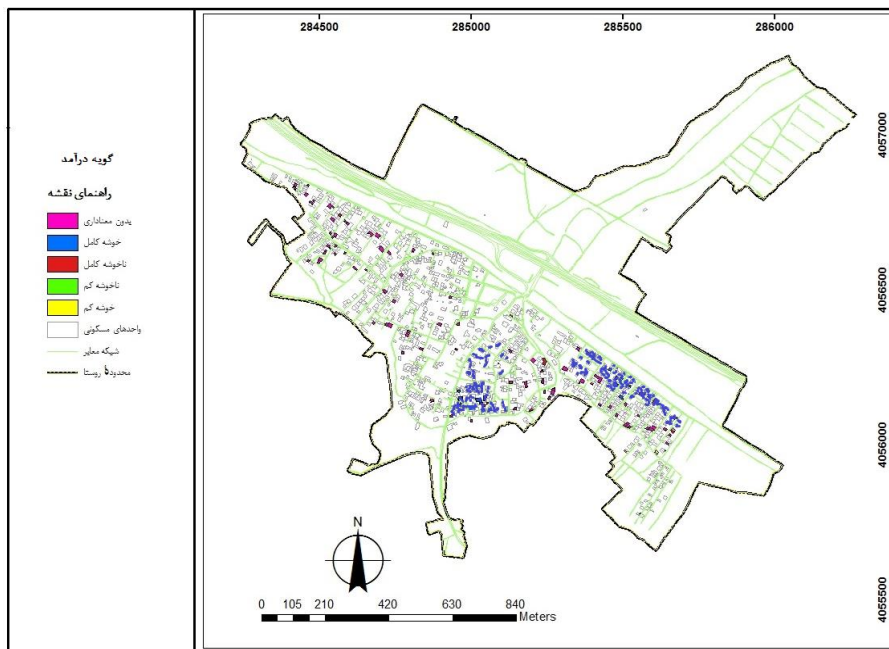 284500 285000 285500 286000
4057000
4056500
4056000
4055500
گویه درآمد
راهنمای نقشه
بدون معناداری
خوشه کامل
ناخوشه کامل
ناخوشه کم
خوشه کم
واحدهای مسکونی
شبکه معابر
محدوده روستا
N
0 105 210 420 630 840
Meters